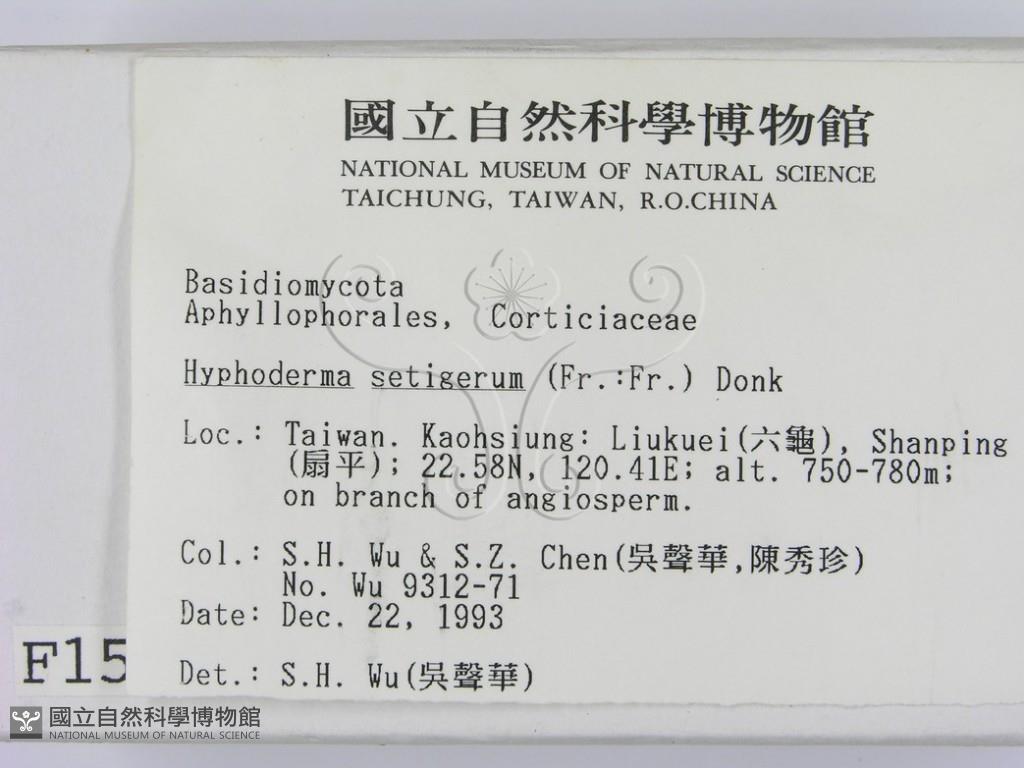 國立自然科學博物館
NATIONAL MUSEUM OF NATURAL SCIENCE
TAICHUNG, TAIWAN, R.O.CHINA
Basidiomycota
Aphyllophorales, Corticiaceae
Hyphoderma setigerum (Fr.:Fr.) Donk
Loc.: Taiwan. Kaohsiung: Liukuei(六龜), Shanping
(扇平); 22.58N, 120.41E; alt. 750-780m;
on branch of angiosperm.
Col.: S.H. Wu & S.Z. Chen(吳聲華,陳秀珍)
No. Wu 9312-71
Date: Dec. 22, 1993
Det.: S.H. Wu(吳聲華)
F15
國立自然科學博物館
NATIONAL MUSEUM OF NATURAL SCIENCE